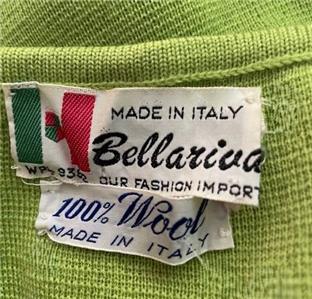 MADE IN ITALY
Bellariva
OUR FASHION IMPORT
100% Wool
MADE IN ITALY